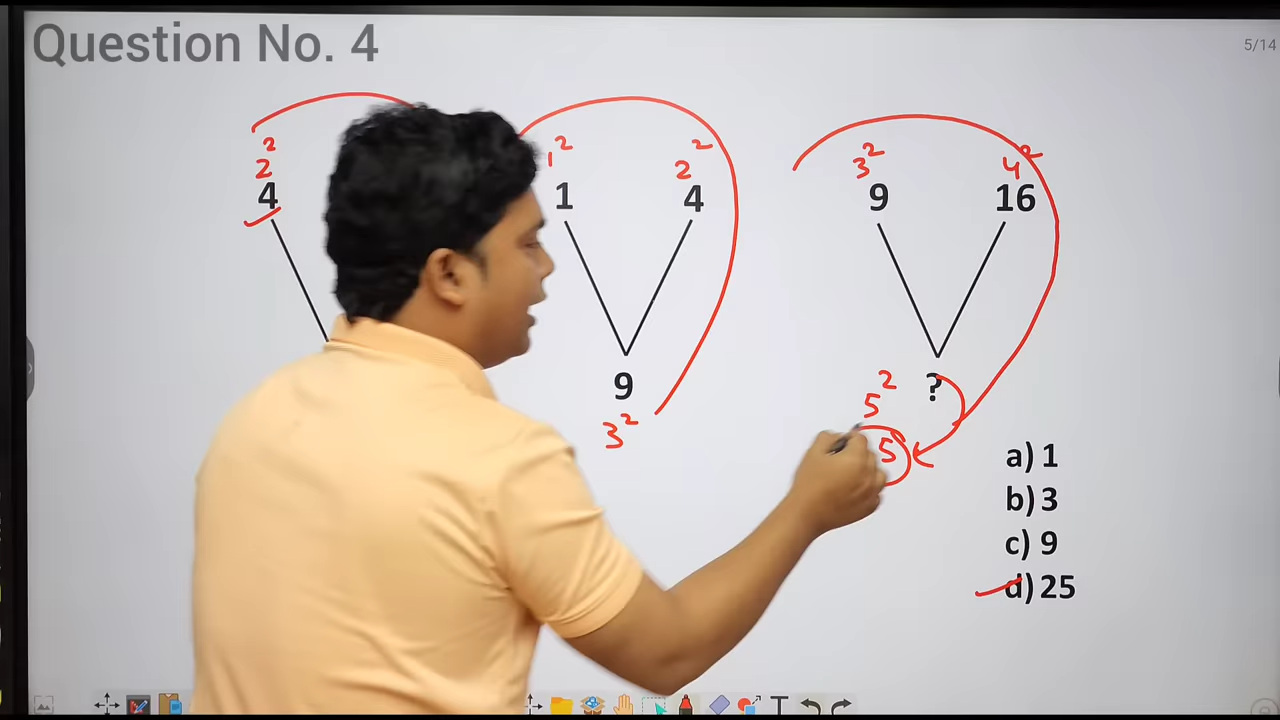 Question No. 4
5/14
2² 1² 2² 3² 4²
4 1 4 9 16
9 ?
3² 5²
5
a) 1
b) 3
c) 9
d) 25
T